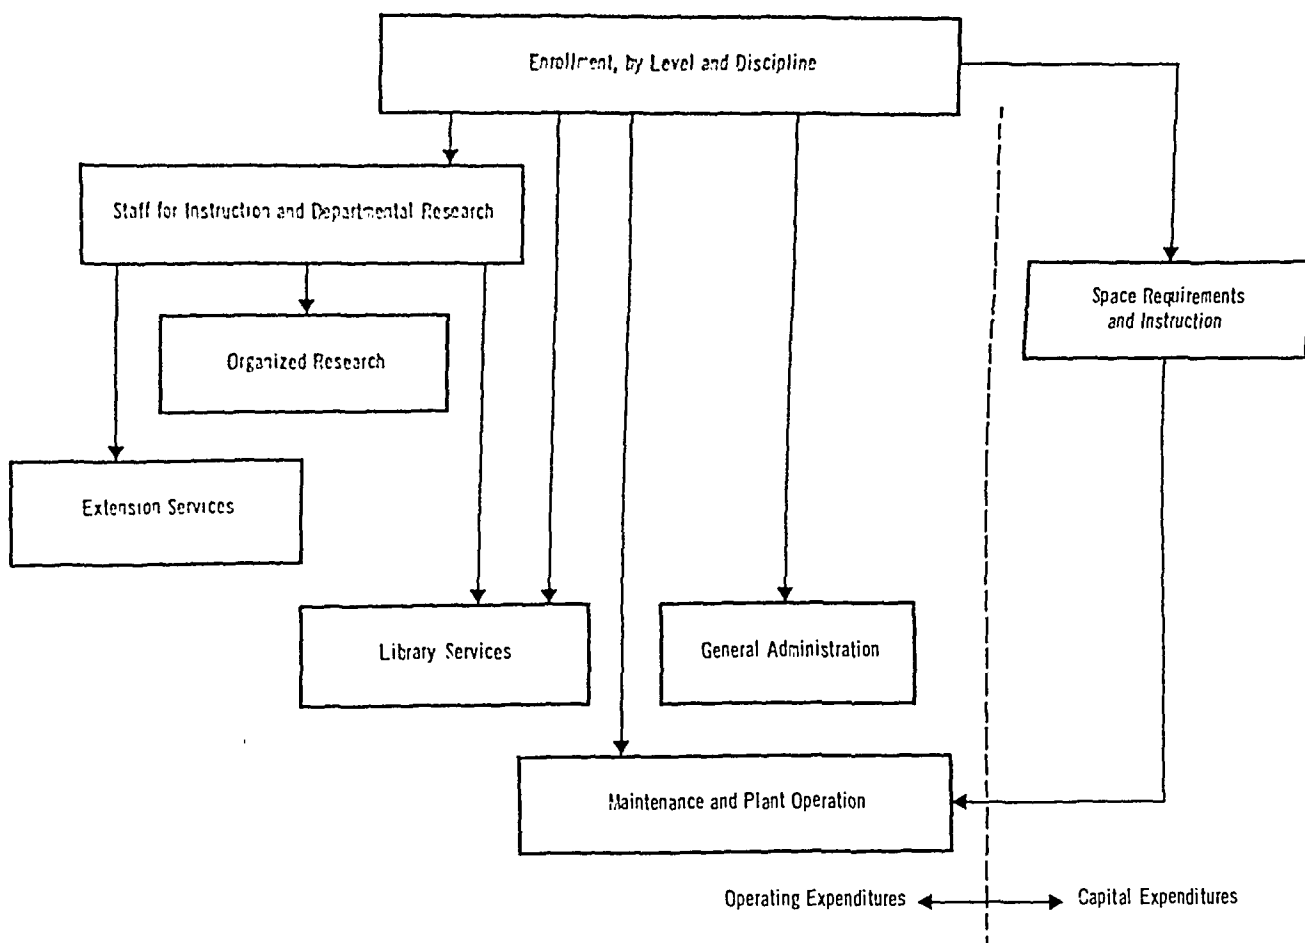 Enrollment, by Level and Discipline
Staff for Instruction and Departmental Research
Space Requirements
and Instruction
Organized Research
Extension Services
Library Services
General Administration
Maintenance and Plant Operation
Operating Expenditures
Capital Expenditures